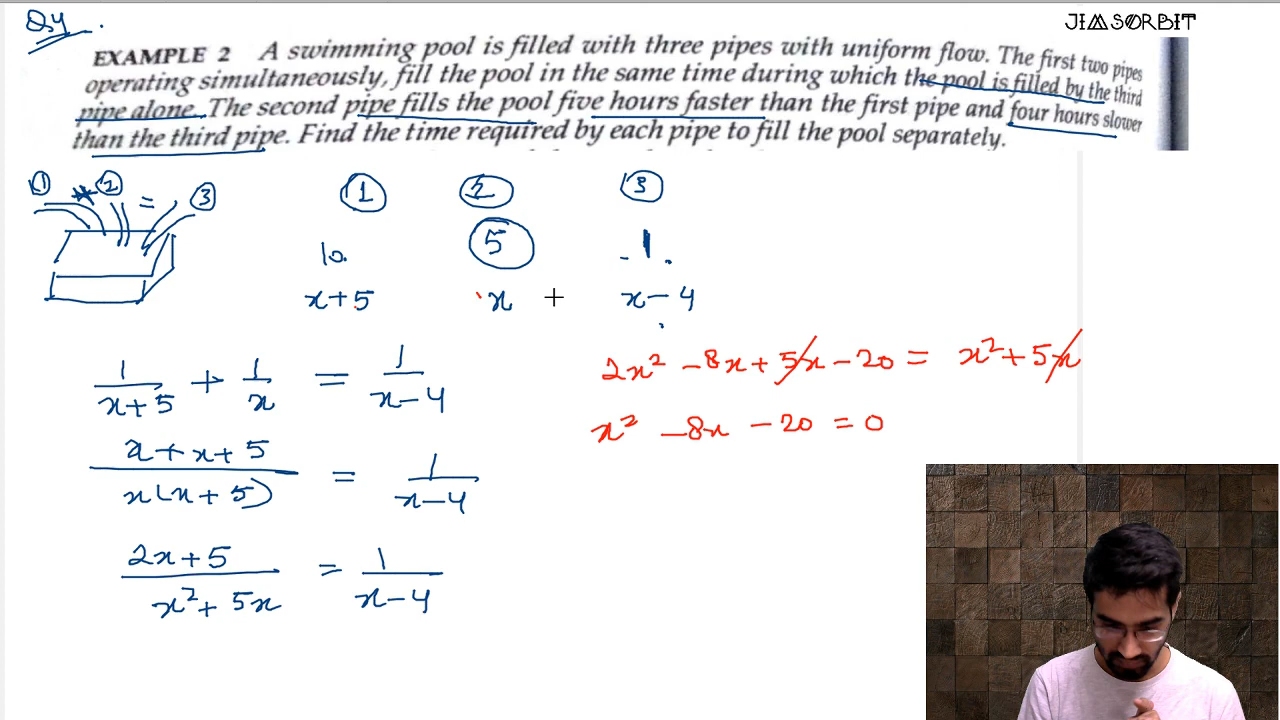 Q4.
JIMSORBIT
EXAMPLE 2 A swimming pool is filled with three pipes with uniform flow. The first two pipes
operating simultaneously, fill the pool in the same time during which the pool is filled by the third
pipe alone. The second pipe fills the pool five hours faster than the first pipe and four hours slower
than the third pipe. Find the time required by each pipe to fill the pool separately.
1 2 = 3
1 2 3
10. 5 .1.
x+5 x x-4
1/(x+5) + 1/x = 1/(x-4)
(x+x+5)/(x(x+5)) = 1/(x-4)
(2x+5)/(x²+5x) = 1/(x-4)
2x² -8x + 5x - 20 = x² + 5x
x² -8x - 20 = 0